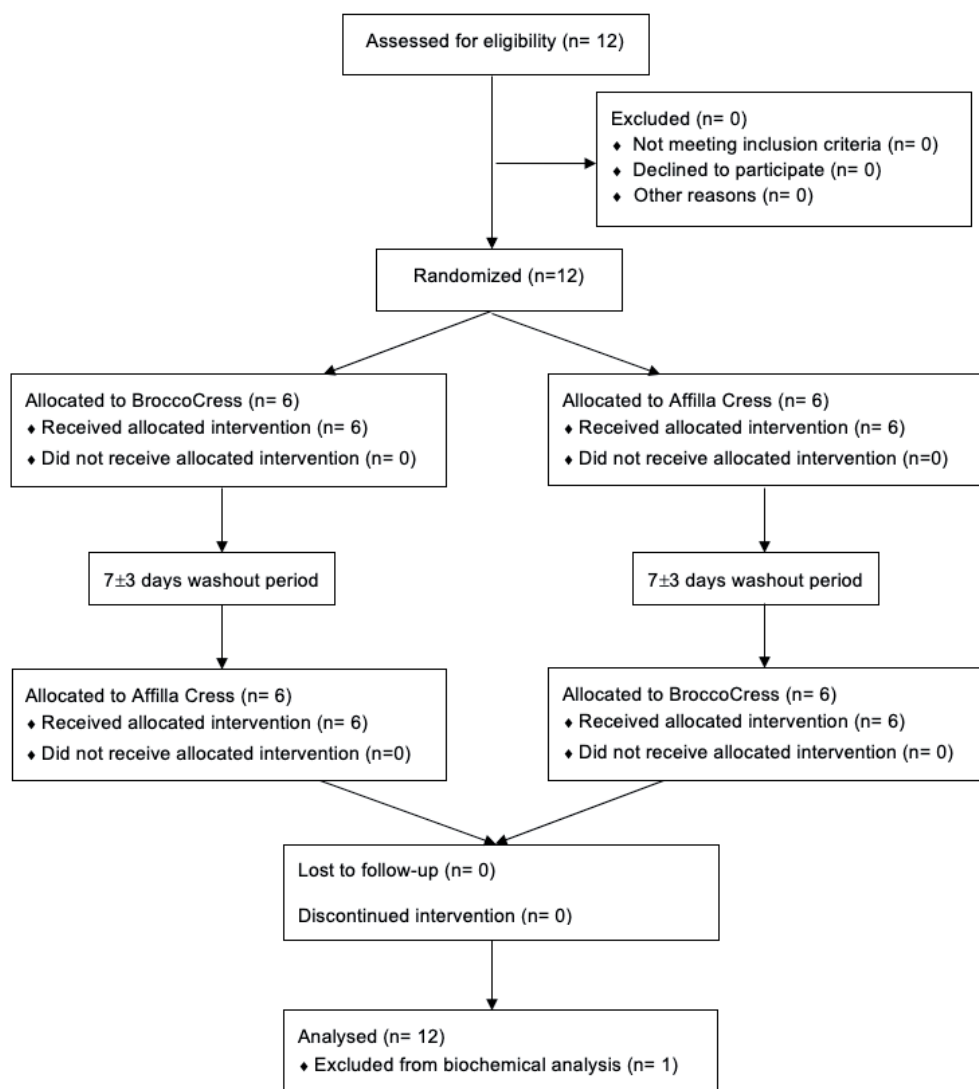 Assessed for eligibility (n= 12)
Excluded (n= 0)
♦ Not meeting inclusion criteria (n= 0)
♦ Declined to participate (n= 0)
♦ Other reasons (n= 0)
Randomized (n=12)
Allocated to BroccoCress (n= 6)
♦ Received allocated intervention (n= 6)
♦ Did not receive allocated intervention (n= 0)
Allocated to Affilla Cress (n= 6)
♦ Received allocated intervention (n= 6)
♦ Did not receive allocated intervention (n=0)
7±3 days washout period
7±3 days washout period
Allocated to Affilla Cress (n= 6)
♦ Received allocated intervention (n= 6)
♦ Did not receive allocated intervention (n=0)
Allocated to BroccoCress (n= 6)
♦ Received allocated intervention (n= 6)
♦ Did not receive allocated intervention (n= 0)
Lost to follow-up (n= 0)
Discontinued intervention (n= 0)
Analysed (n= 12)
♦ Excluded from biochemical analysis (n= 1)